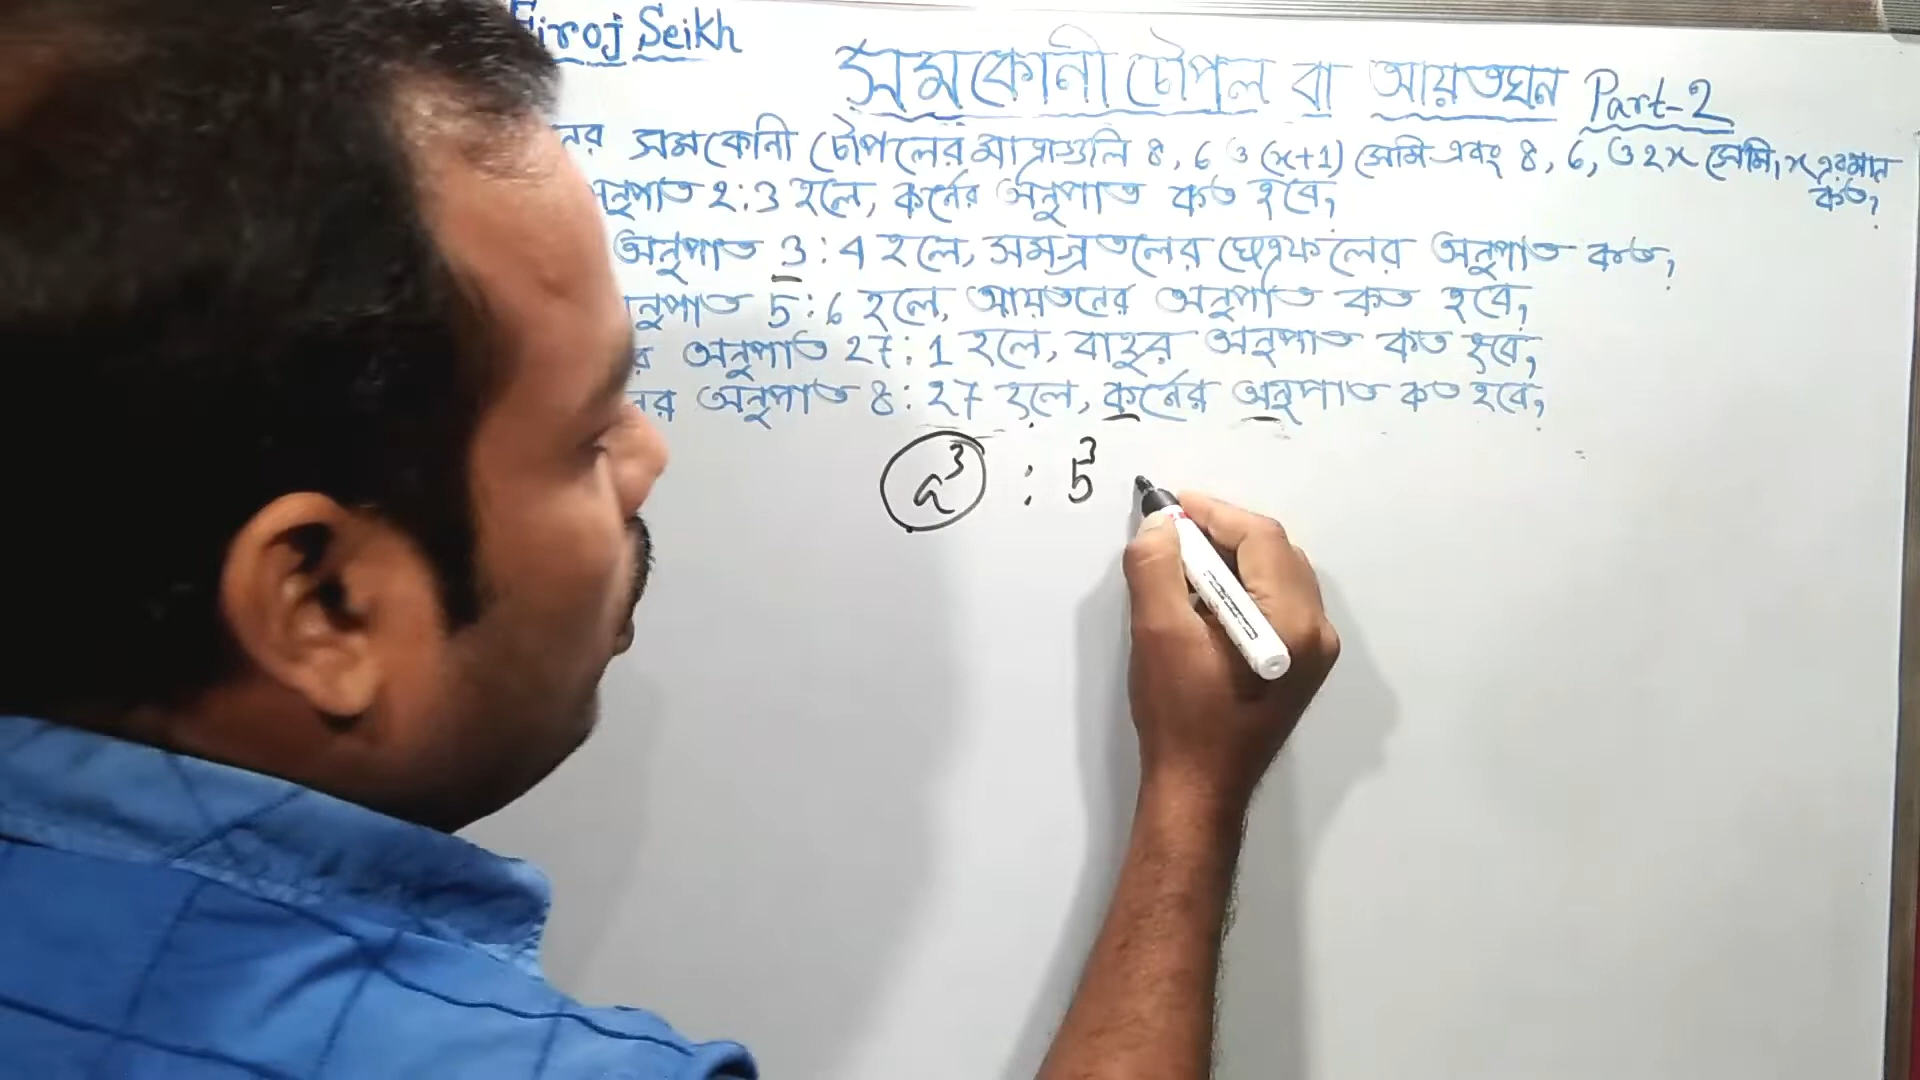 Firoj Seikh
সমকোনী চৌপল বা আয়তঘন Part-2
নের সমকোনী চৌপলের মাত্রাগুলি 8, 6 ও (x+1) সেমি এবং 8, 6, ও 2x সেমি, x এর মান কত,
নুপাত 2:3 হলে, কর্নের অনুপাত কত হবে,
অনুপাত 3:4 হলে, সমগ্রতলের ক্ষেত্রফলের অনুপাত কত,
নুপাত 5:6 হলে, আয়তনের অনুপাত কত হবে,
র অনুপাত 27:1 হলে, বাহুর অনুপাত কত হবে,
নের অনুপাত 8:27 হলে, কর্নের অনুপাত কত হবে,
a³ : 5³